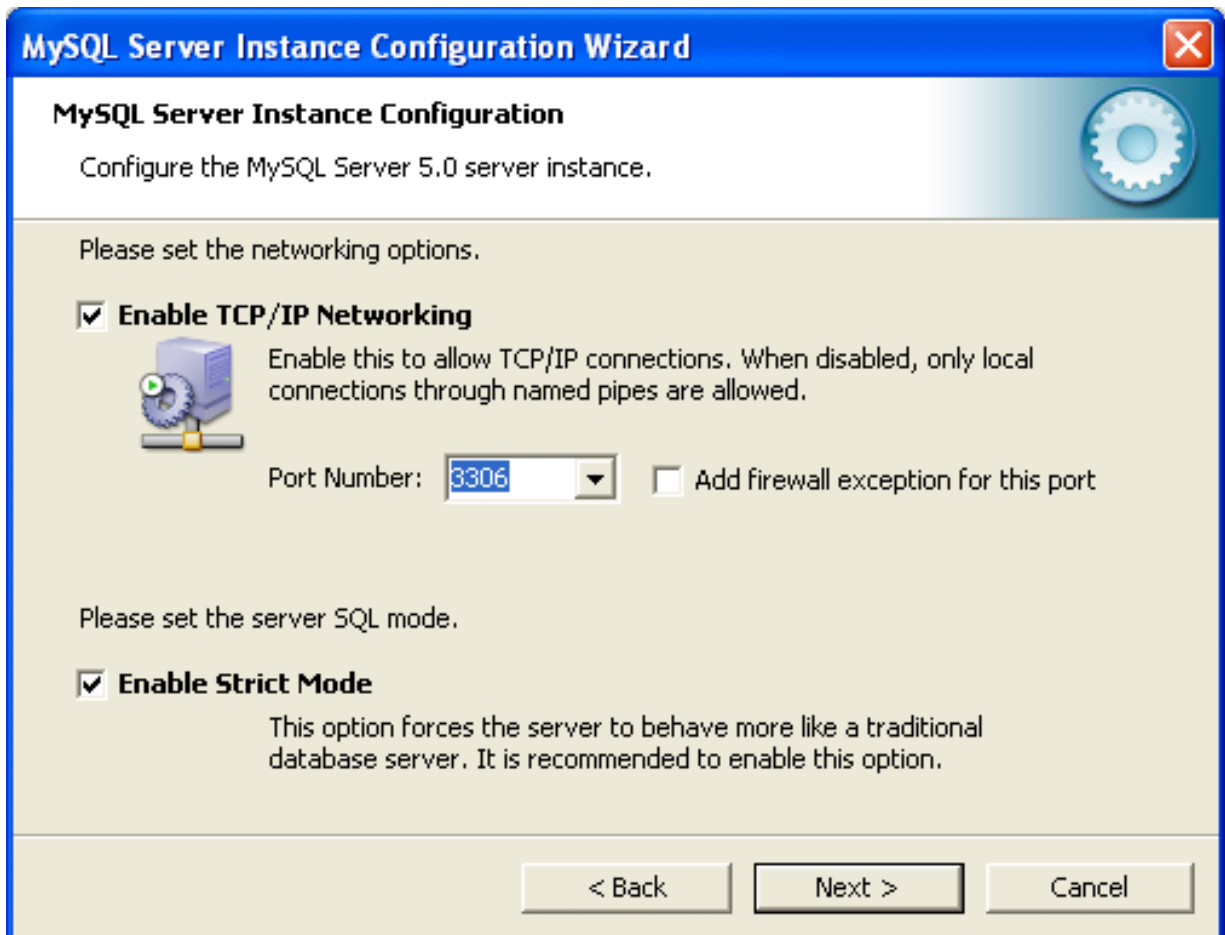 MySQL Server Instance Configuration Wizard
MySQL Server Instance Configuration
Configure the MySQL Server 5.0 server instance.
Please set the networking options.
Enable TCP/IP Networking
Enable this to allow TCP/IP connections. When disabled, only local
connections through named pipes are allowed.
Port Number: 3306 Add firewall exception for this port
Please set the server SQL mode.
Enable Strict Mode
This option forces the server to behave more like a traditional
database server. It is recommended to enable this option.
< Back Next > Cancel